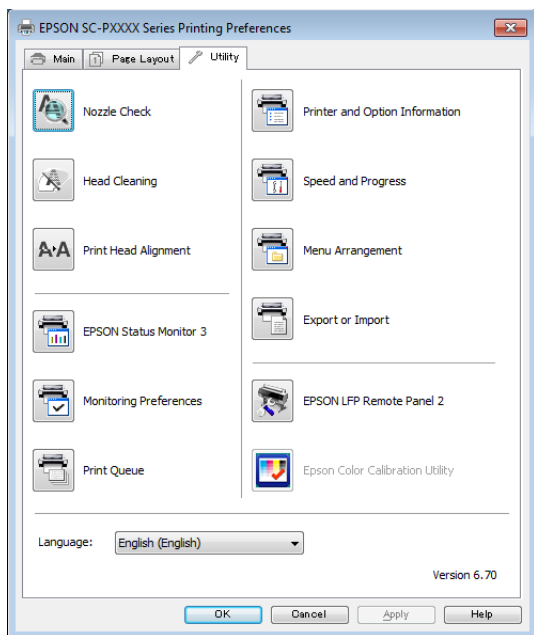 EPSON SC-PXXXX Series Printing Preferences
Main
Page Layout
Utility
Nozzle Check
Head Cleaning
A A Print Head Alignment
EPSON Status Monitor 3
Monitoring Preferences
Print Queue
Printer and Option Information
Speed and Progress
Menu Arrangement
Export or Import
EPSON LFP Remote Panel 2
Epson Color Calibration Utility
Language: English (English)
Version 6.70
OK Cancel Apply Help